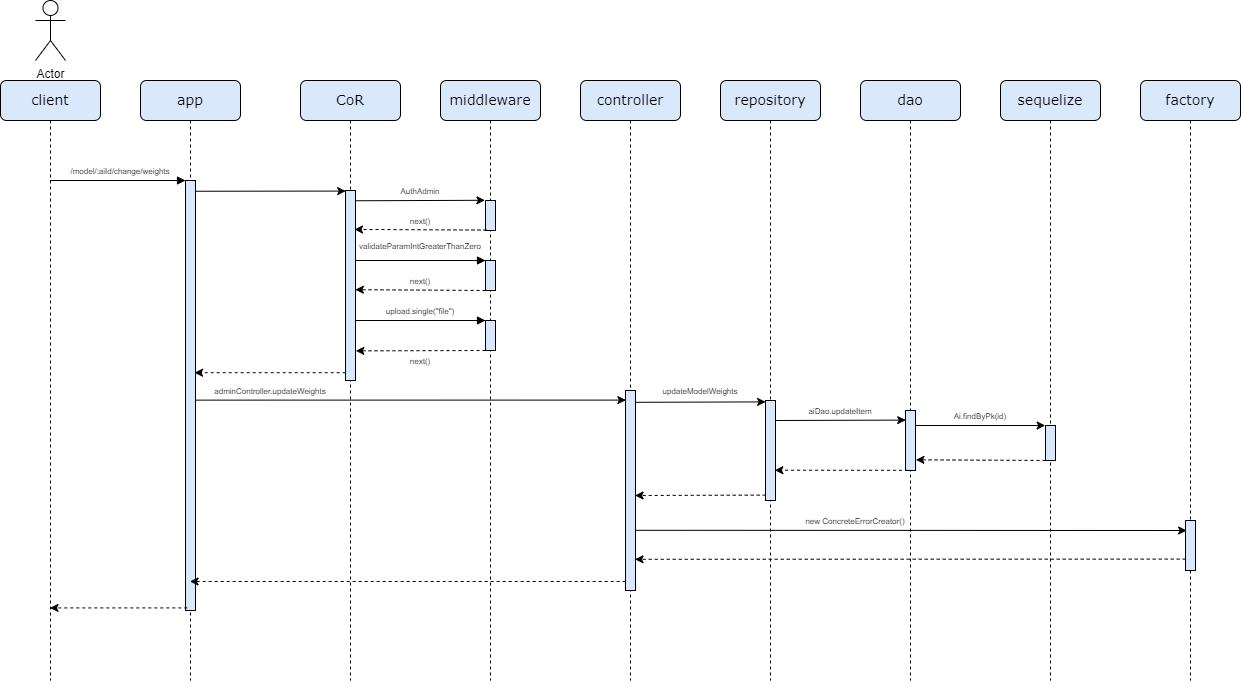 Actor
client
app
CoR
middleware
controller
repository
dao
sequelize
factory
/model/:aiId/change/weights
AuthAdmin
next()
validateParamIntGreaterThanZero
next()
upload.single("file")
next()
adminController.updateWeights
updateModelWeights
aiDao.updateItem
Ai.findByPk(id)
new ConcreteErrorCreator()